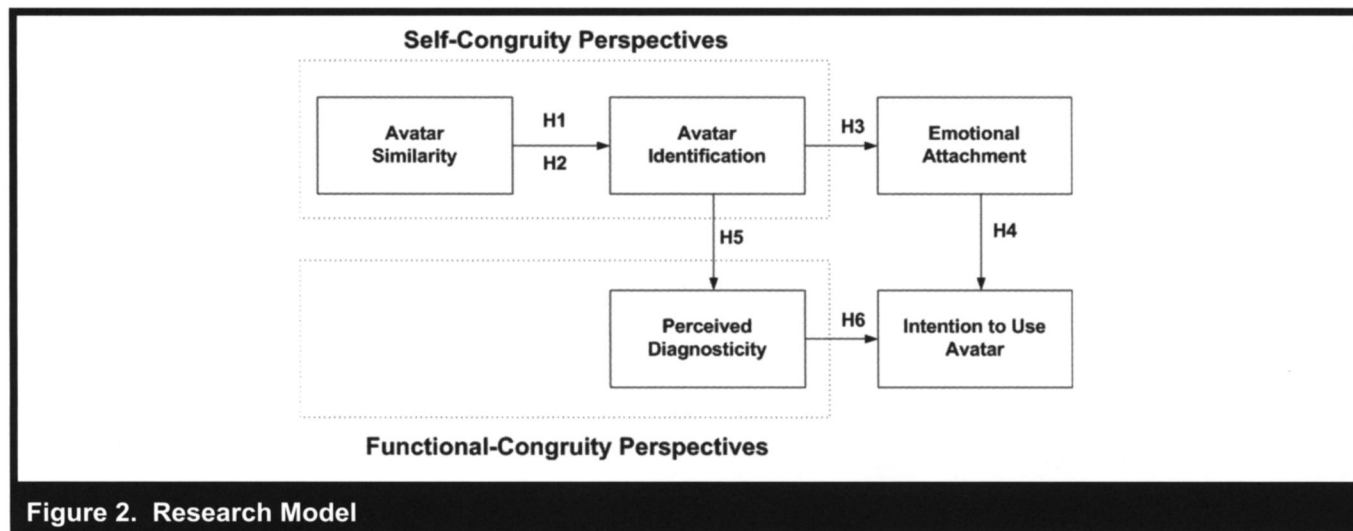 Self-Congruity Perspectives
Avatar
Similarity
H1
H2
Avatar
Identification
H3
Emotional
Attachment
H5
H4
Perceived
Diagnosticity
H6
Intention to Use
Avatar
Functional-Congruity Perspectives
Figure 2. Research Model